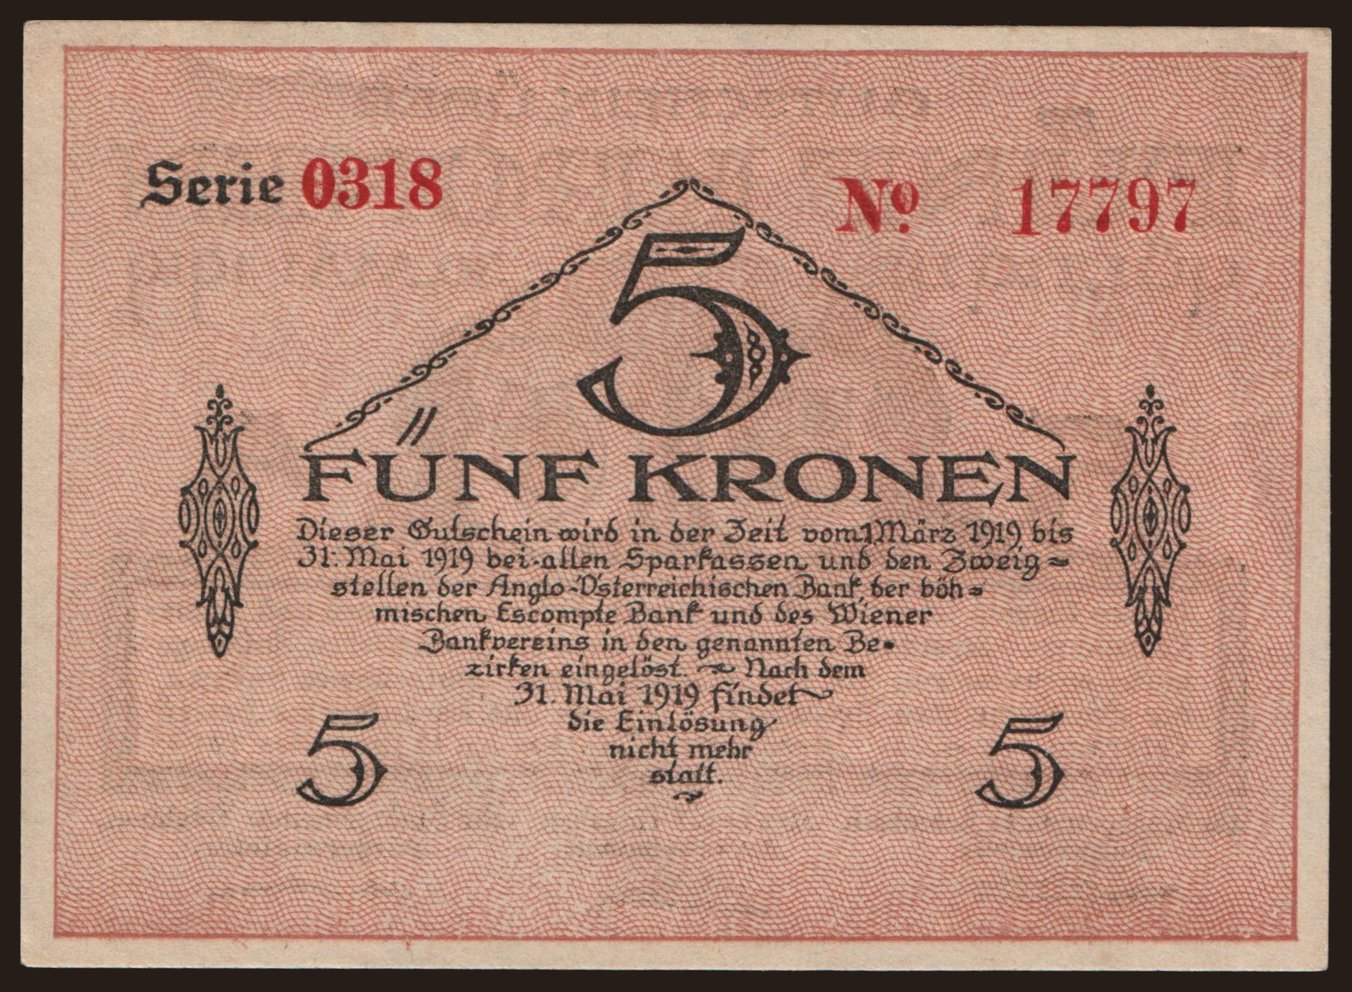 Serie 0318
No. 17797
5
FÜNF KRONEN
Dieser Gutschein wird in der Zeit vom 1 März 1919 bis
31. Mai 1919 bei allen Sparkassen und den Zweig=
stellen der Anglo-Österreichischen Bank, der böh=
mischen Escompte Bank und des Wiener
Bankvereins in den genannten Be=
zirken eingelöst. Nach dem
31. Mai 1919 findet
die Einlösung
nicht mehr
statt.
5 5